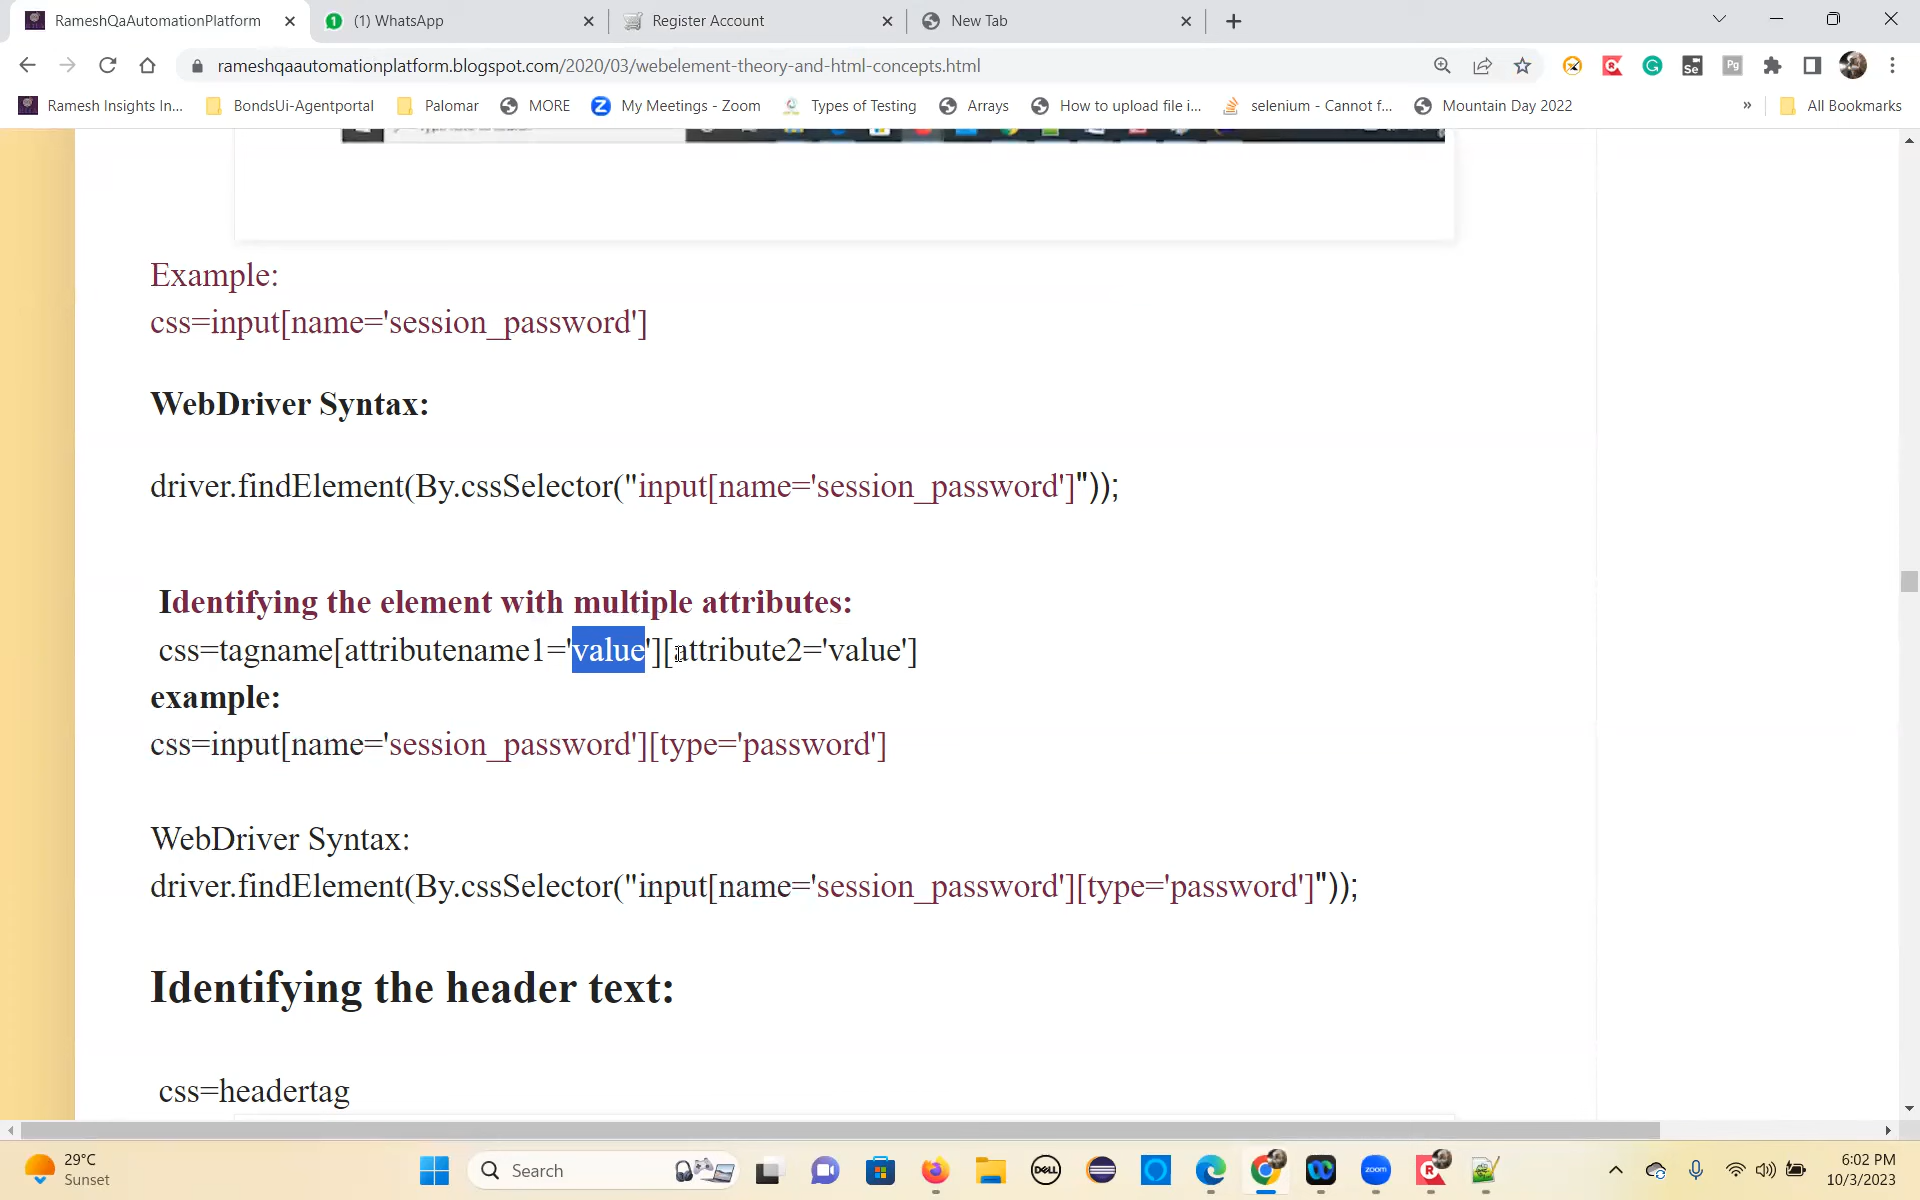 RameshQaAutomationPlatform
(1) WhatsApp
Register Account
New Tab
rameshqaautomationplatform.blogspot.com/2020/03/webelement-theory-and-html-concepts.html
Ramesh Insights In...
BondsUi-Agentportal
Palomar
MORE
My Meetings - Zoom
Types of Testing
Arrays
How to upload file i...
selenium - Cannot f...
Mountain Day 2022
»
All Bookmarks
Example:
css=input[name='session_password']
WebDriver Syntax:
driver.findElement(By.cssSelector("input[name='session_password']"));
Identifying the element with multiple attributes:
css=tagname[attributename1='value'][attribute2='value']
example:
css=input[name='session_password'][type='password']
WebDriver Syntax:
driver.findElement(By.cssSelector("input[name='session_password'][type='password']"));
Identifying the header text:
css=headertag
29°C
Sunset
Search
DELL
zoom
6:02 PM
10/3/2023